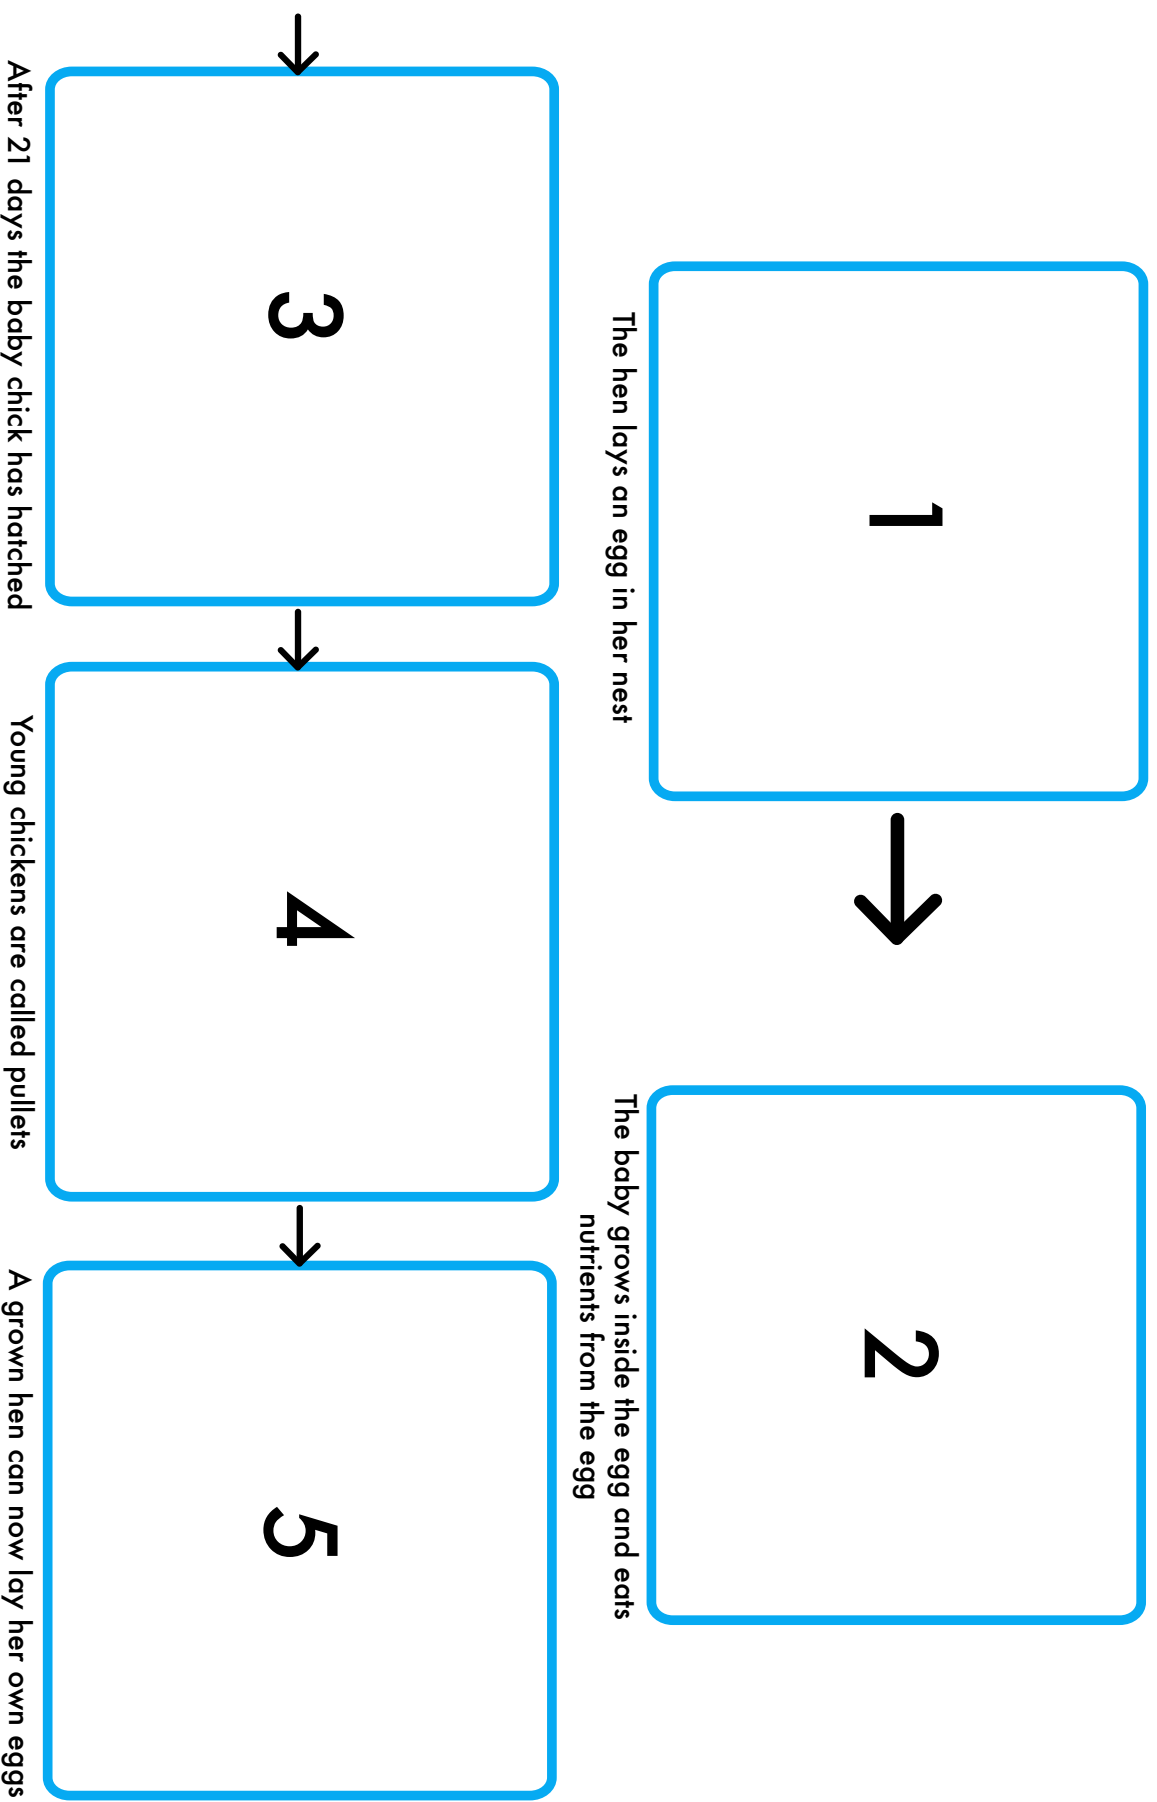 1
The hen lays an egg in her nest
2
The baby grows inside the egg and eats
nutrients from the egg
3
After 21 days the baby chick has hatched
4
Young chickens are called pullets
5
A grown hen can now lay her own eggs